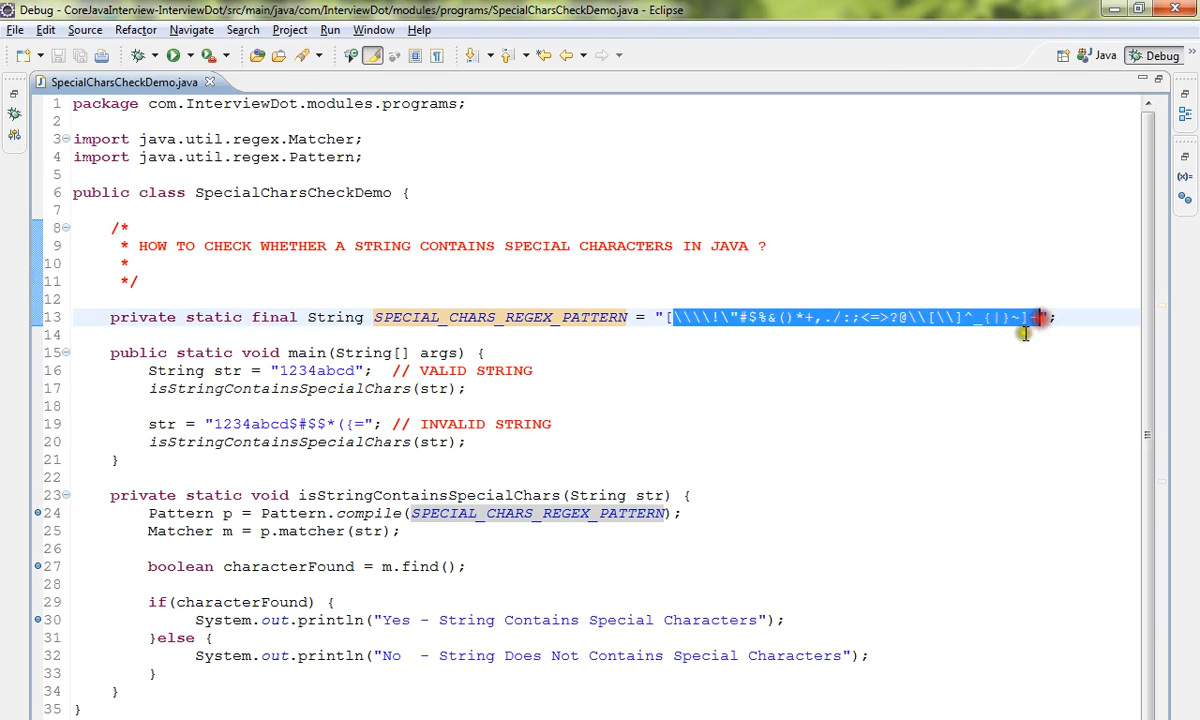 Debug - CoreJavaInterview-InterviewDot/src/main/java/com/InterviewDot/modules/programs/SpecialCharsCheckDemo.java - Eclipse
File Edit Source Refactor Navigate Search Project Run Window Help
Java Debug
SpecialCharsCheckDemo.java
1 package com.InterviewDot.modules.programs;
2
3 import java.util.regex.Matcher;
4 import java.util.regex.Pattern;
5
6 public class SpecialCharsCheckDemo {
7
8 /*
9 * HOW TO CHECK WHETHER A STRING CONTAINS SPECIAL CHARACTERS IN JAVA ?
10 *
11 */
12
13 private static final String SPECIAL_CHARS_REGEX_PATTERN = "[\\\\!\"#$%&()*+,./:;<=>?@\\[\\]^_{|}~]+";
14
15 public static void main(String[] args) {
16 String str = "1234abcd"; // VALID STRING
17 isStringContainsSpecialChars(str);
18
19 str = "1234abcd$#$$*({="; // INVALID STRING
20 isStringContainsSpecialChars(str);
21 }
22
23 private static void isStringContainsSpecialChars(String str) {
24 Pattern p = Pattern.compile(SPECIAL_CHARS_REGEX_PATTERN);
25 Matcher m = p.matcher(str);
26
27 boolean characterFound = m.find();
28
29 if(characterFound) {
30 System.out.println("Yes - String Contains Special Characters");
31 }else {
32 System.out.println("No  - String Does Not Contains Special Characters");
33 }
34 }
35 }